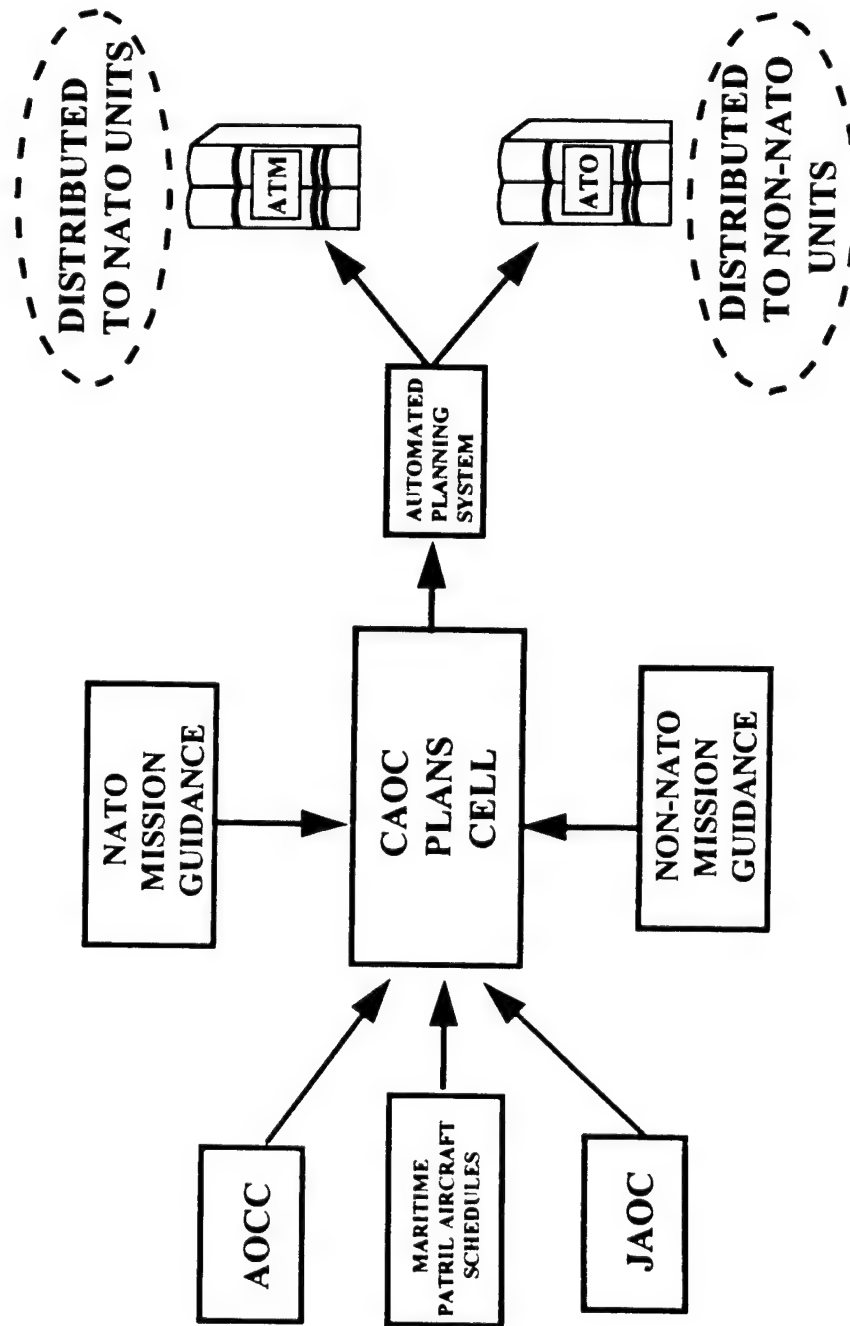 AOCC
MARITIME
PATRIL AIRCRAFT
SCHEDULES
JAOC
NATO
MISSION
GUIDANCE
CAOC
PLANS
CELL
NON-NATO
MISSION
GUIDANCE
AUTOMATED
PLANNING
SYSTEM
DISTRIBUTED
TO NATO UNITS
ATM
ATO
DISTRIBUTED
TO NON-NATO
UNITS